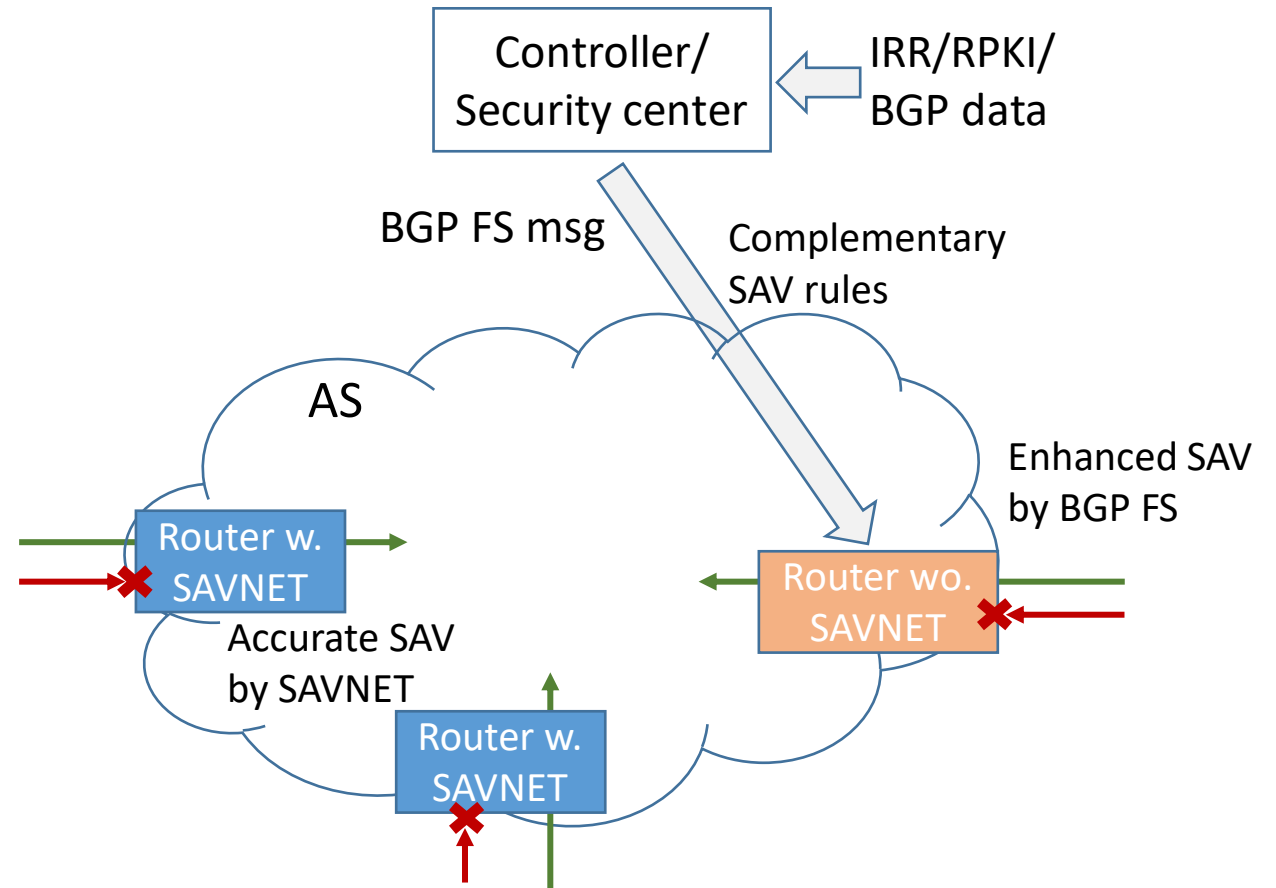 Controller/
Security center
IRR/RPKI/
BGP data
BGP FS msg
Complementary
SAV rules
AS
Enhanced SAV
by BGP FS
Router w.
SAVNET
Router wo.
SAVNET
Accurate SAV
by SAVNET
Router w.
SAVNET